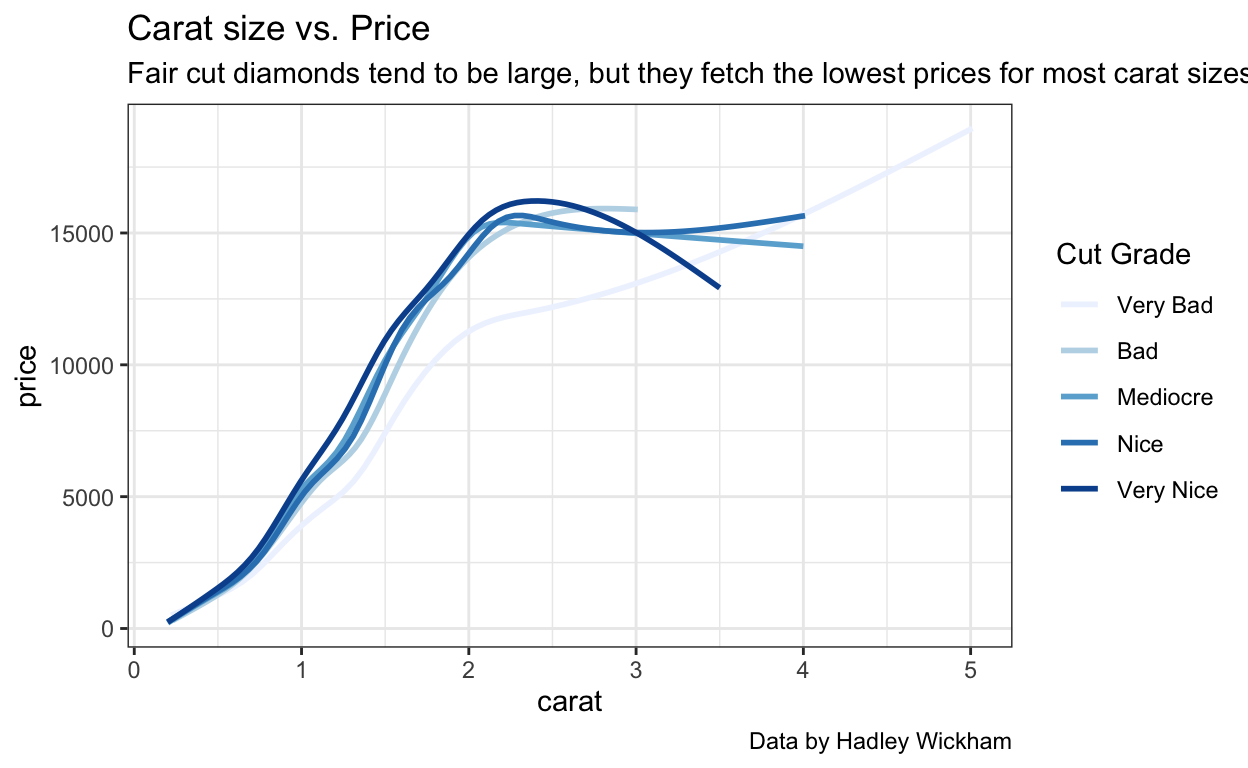 Carat size vs. Price
Fair cut diamonds tend to be large, but they fetch the lowest prices for most carat sizes
price
15000
10000
5000
0
0 1 2 3 4 5
carat
Cut Grade
Very Bad
Bad
Mediocre
Nice
Very Nice
Data by Hadley Wickham